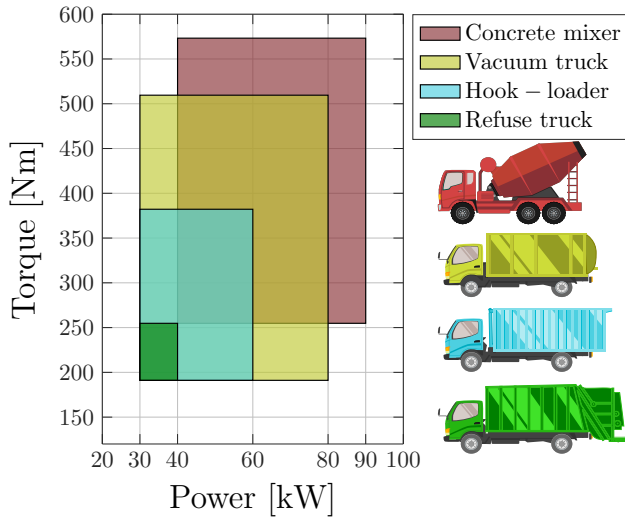 600
550
500
450
400
350
300
250
200
150
Torque [Nm]
20 30 40 60 80 90 100
Power [kW]
Concrete mixer
Vacuum truck
Hook – loader
Refuse truck